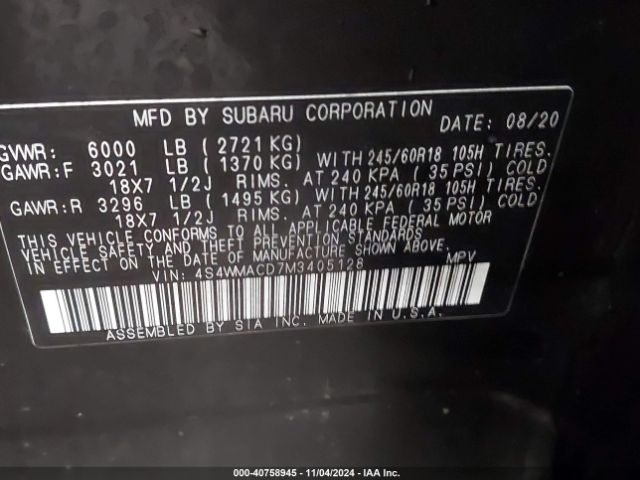 MFD BY SUBARU CORPORATION
DATE: 08/20
GVWR: 6000 LB (2721 KG)
GAWR:F 3021 LB (1370 KG) WITH 245/60R18 105H TIRES.
18X7 1/2J RIMS. AT 240 KPA (35 PSI) COLD
GAWR:R 3296 LB (1495 KG) WITH 245/60R18 105H TIRES.
18X7 1/2J RIMS. AT 240 KPA (35 PSI) COLD
THIS VEHICLE CONFORMS TO ALL APPLICABLE FEDERAL MOTOR
VEHICLE SAFETY AND THEFT PREVENTION STANDARDS
IN EFFECT ON THE DATE OF MANUFACTURE SHOWN ABOVE.
VIN: 4S4WMACD7M3405128 MPV
ASSEMBLED BY SIA INC. MADE IN U.S.A.
000-40758945 - 11/04/2024 - IAA Inc.